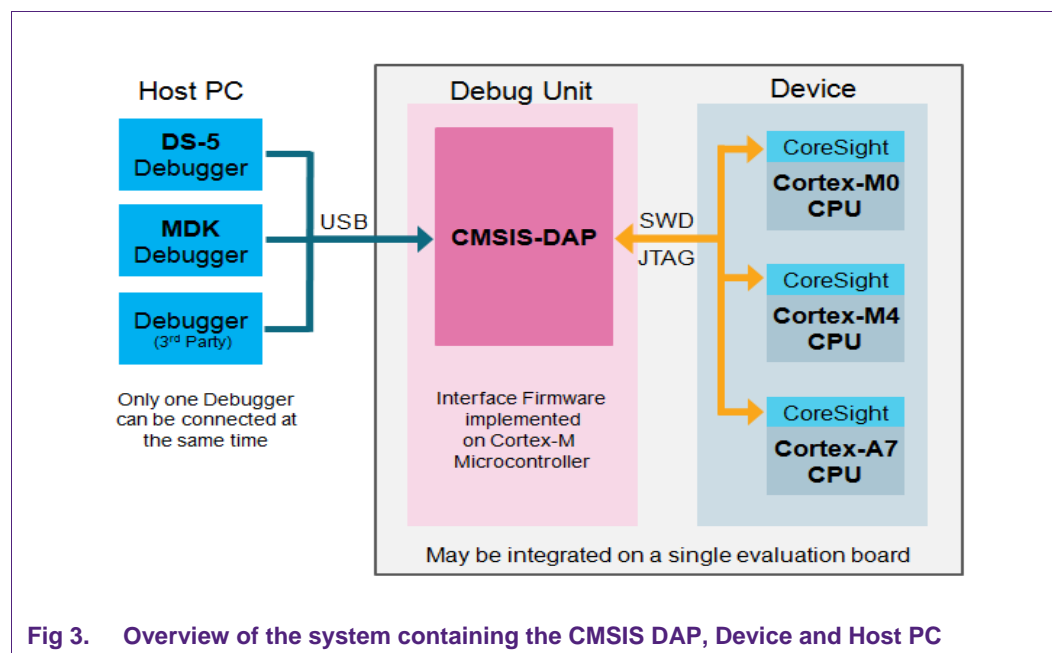 Host PC
DS-5
Debugger
MDK
Debugger
Debugger
(3rd Party)
Only one Debugger
can be connected at
the same time
USB
Debug Unit
CMSIS-DAP
Interface Firmware
implemented
on Cortex-M
Microcontroller
SWD
JTAG
Device
CoreSight
Cortex-M0
CPU
CoreSight
Cortex-M4
CPU
CoreSight
Cortex-A7
CPU
May be integrated on a single evaluation board
Fig 3. Overview of the system containing the CMSIS DAP, Device and Host PC